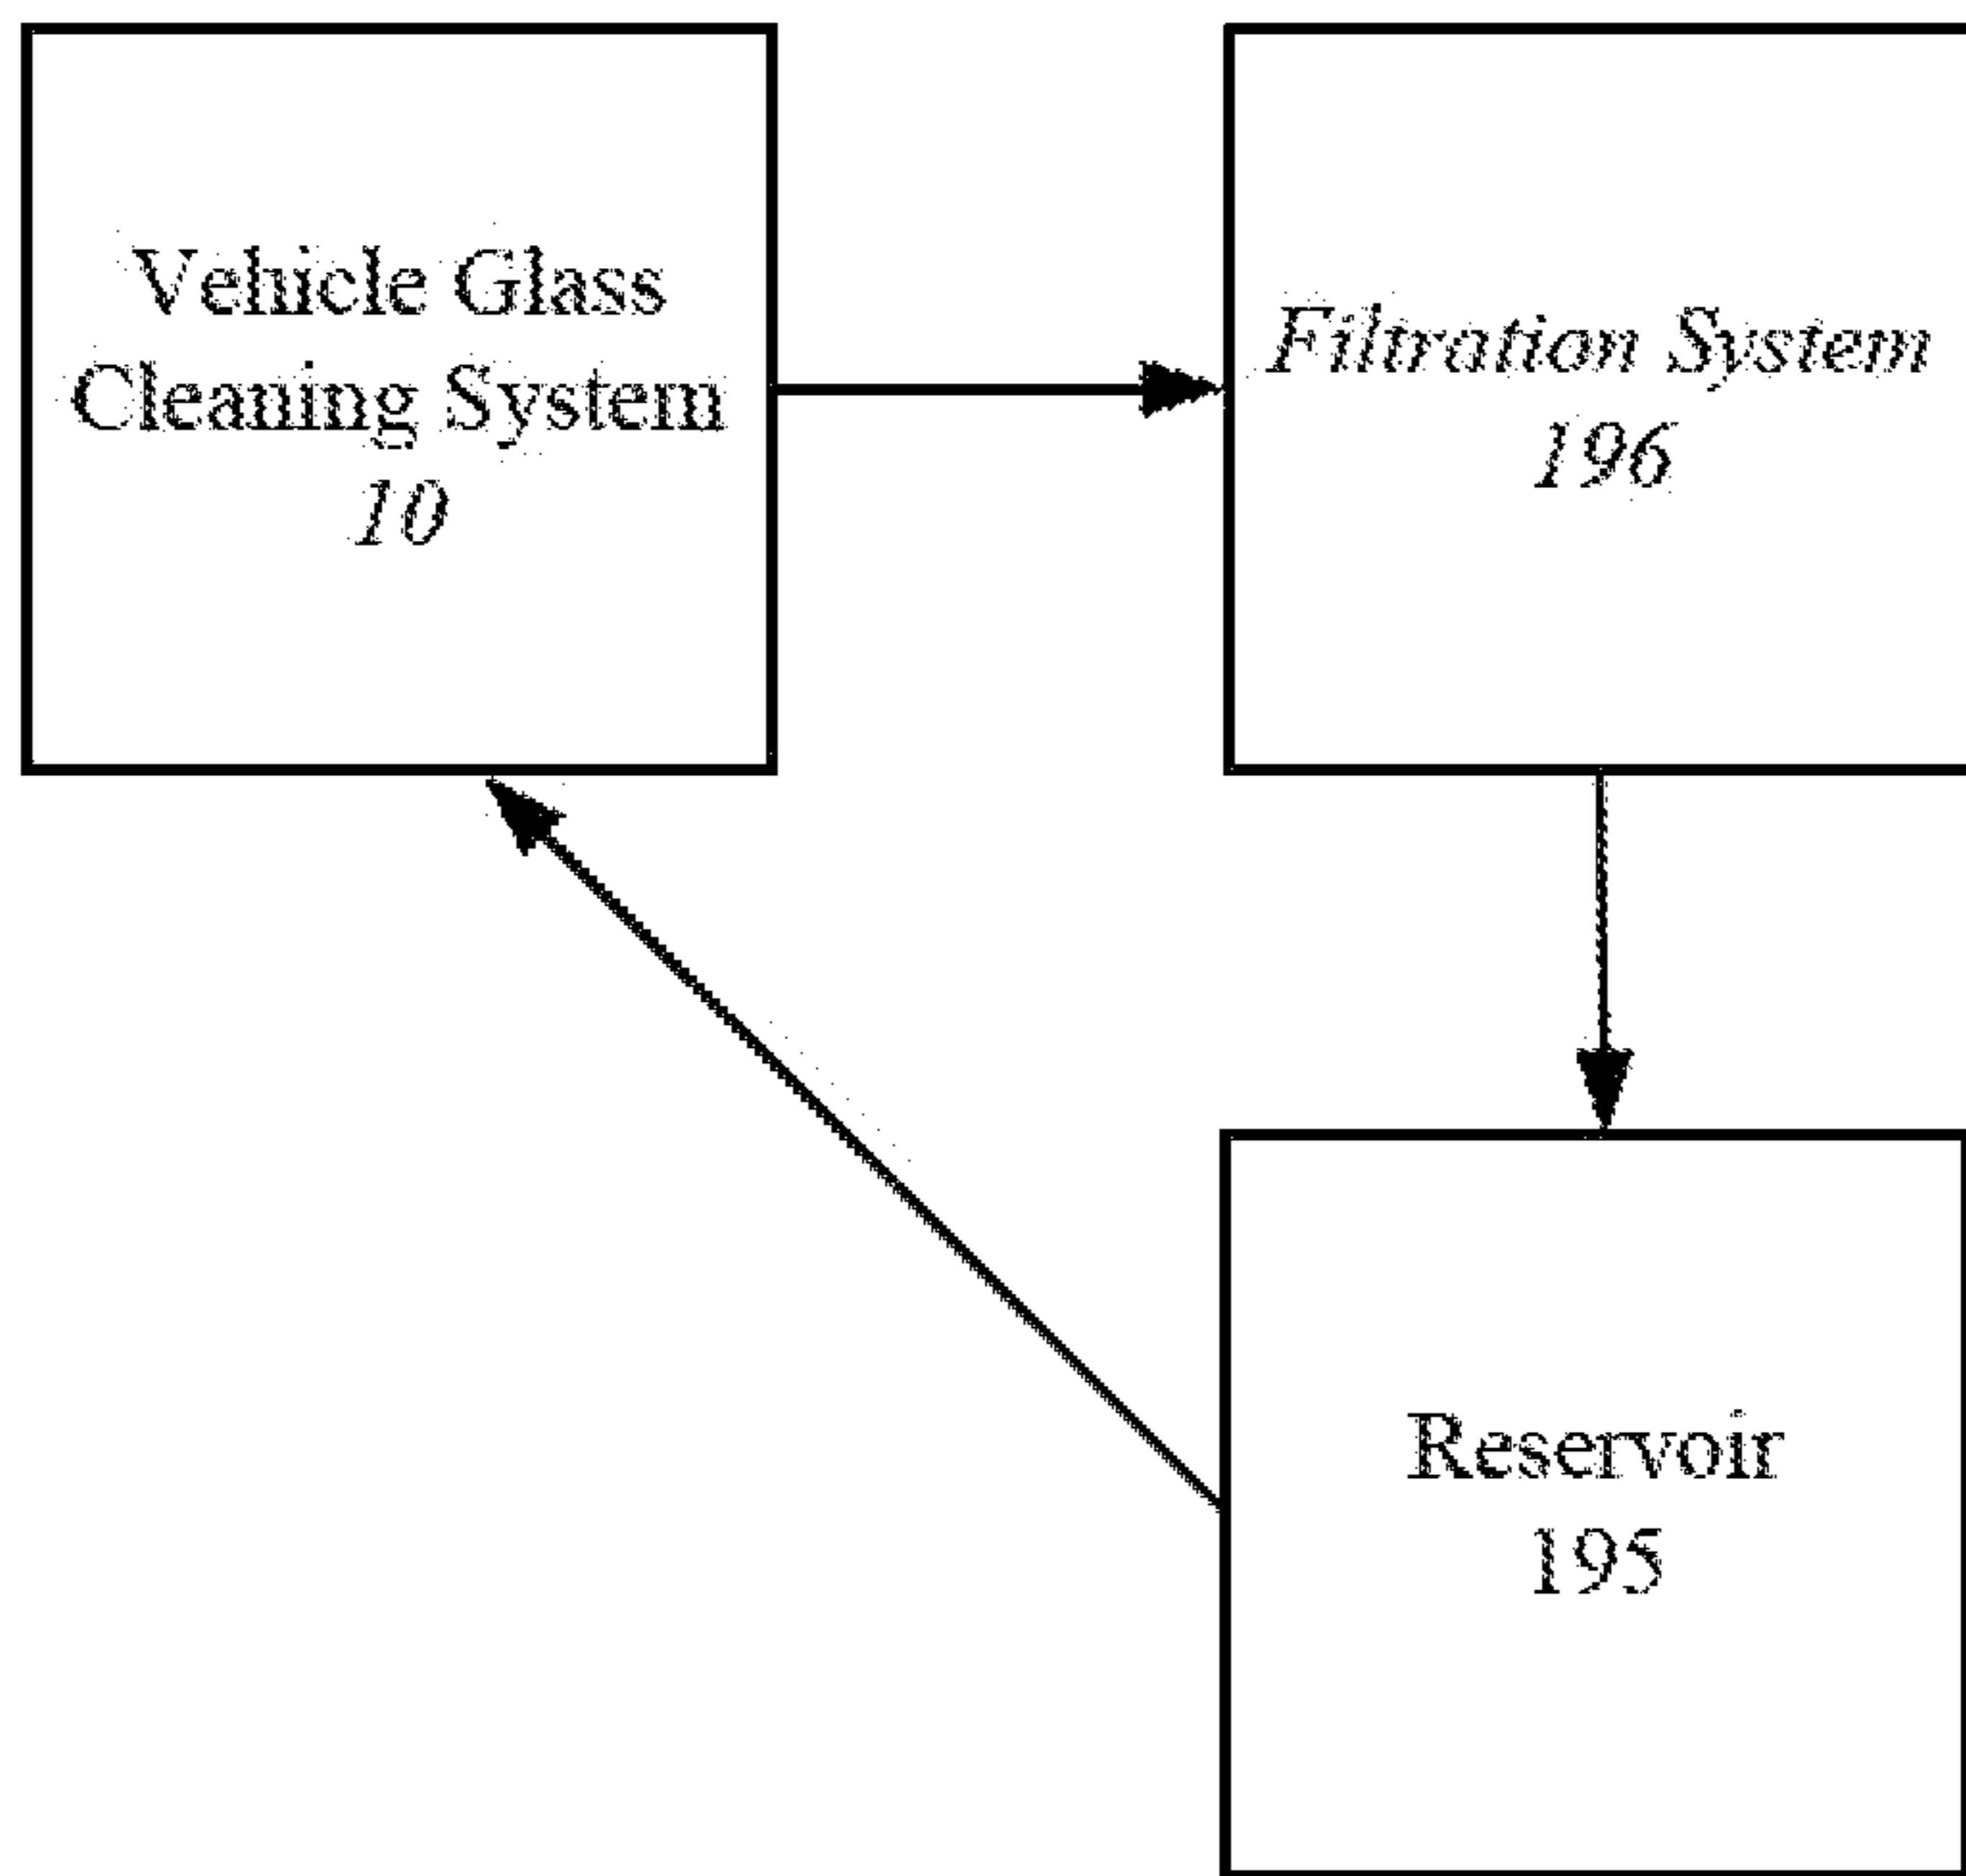 Vehicle Glass
Cleaning System
10
Filtration System
196
Reservoir
195